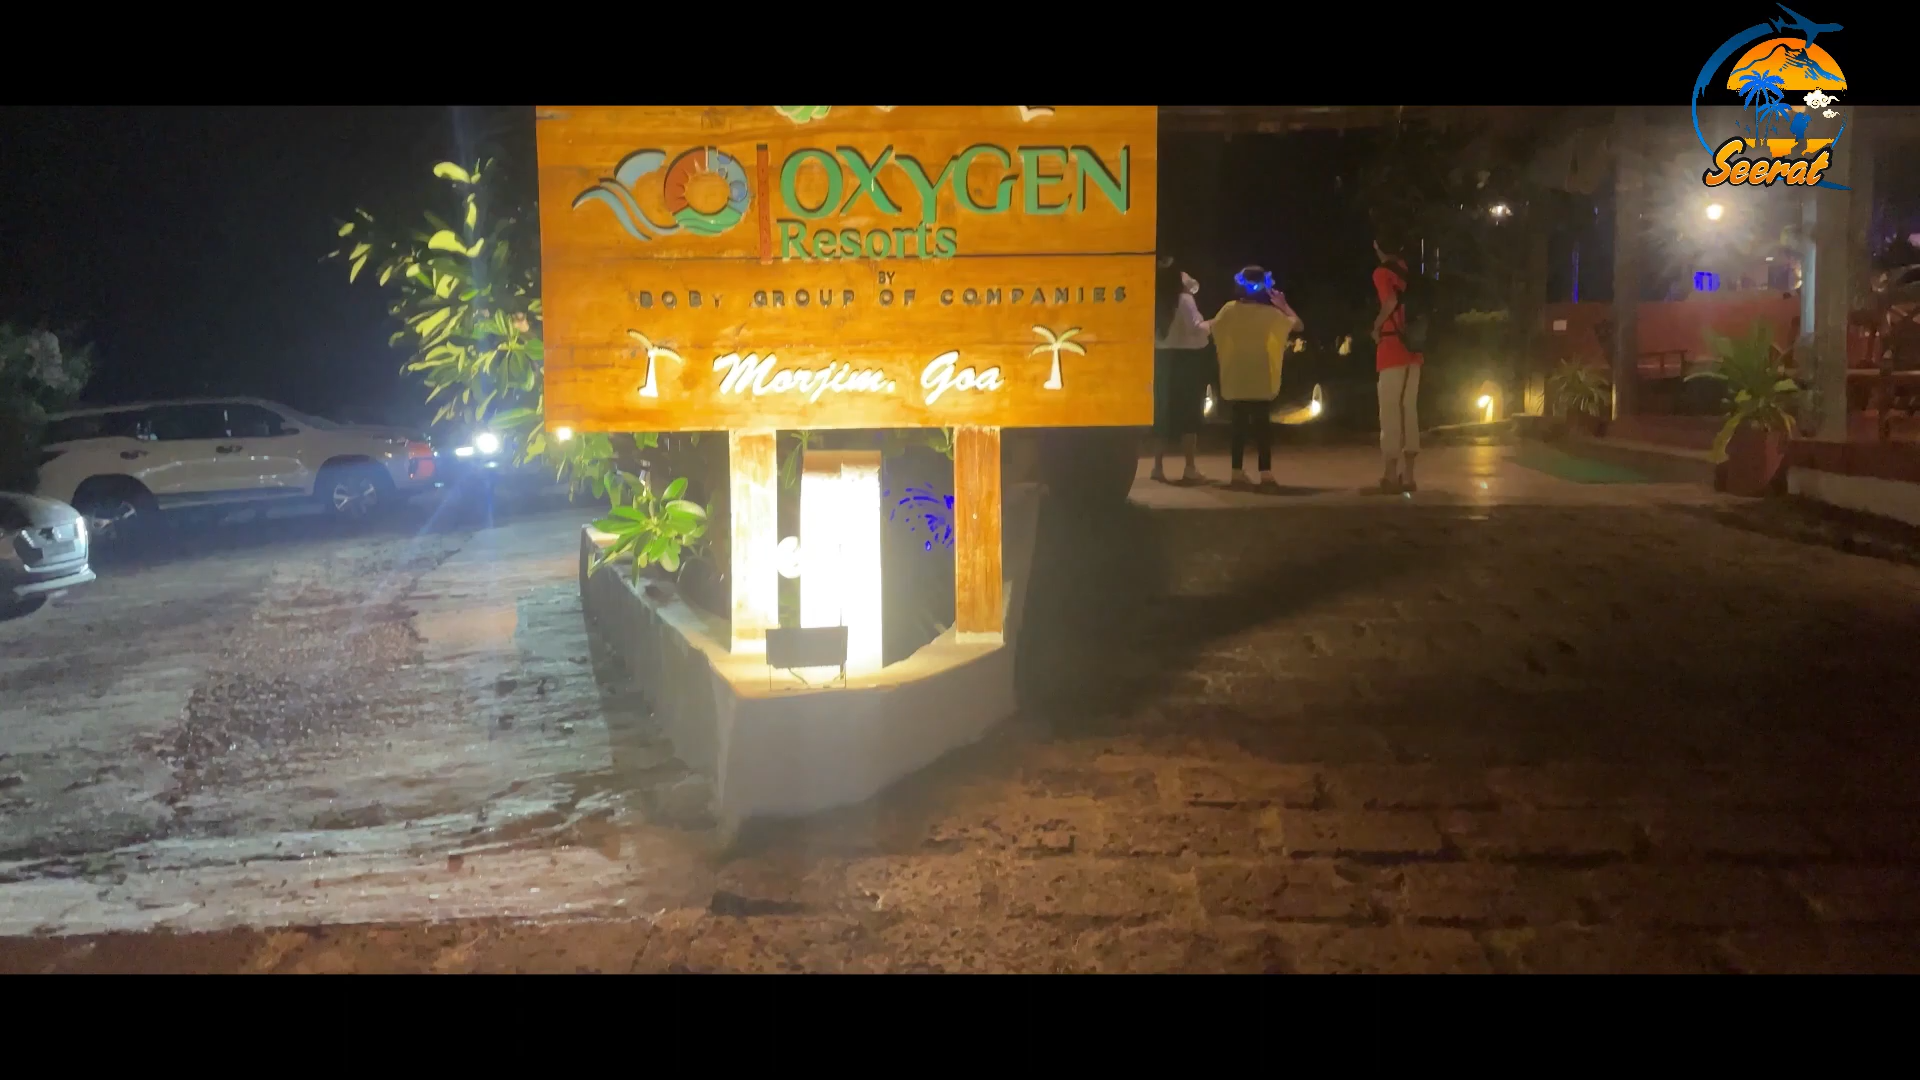 OXYGEN
Resorts
BY
BOBY GROUP OF COMPANIES
Morjim, Goa
Seerat